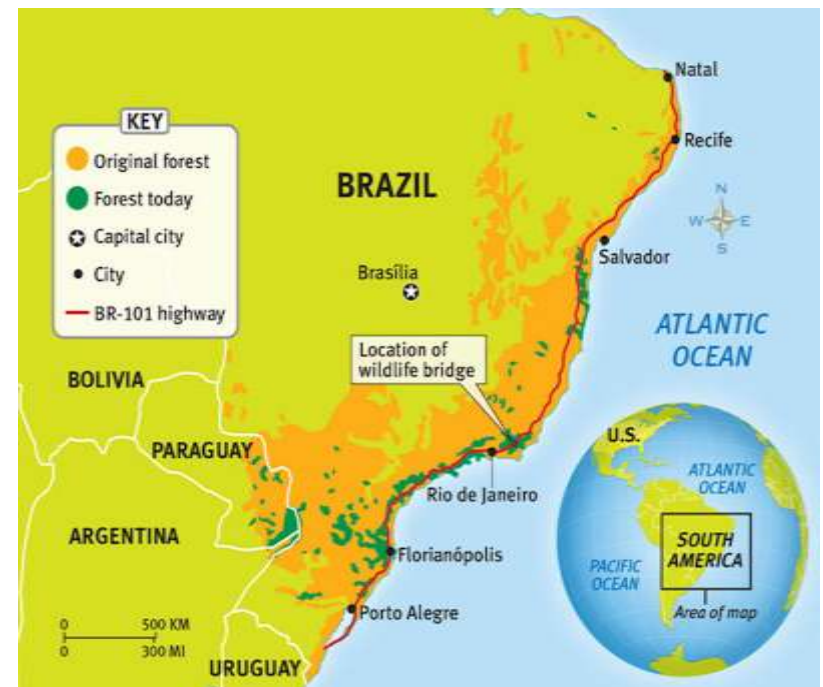 KEY
Original forest
Forest today
Capital city
City
BR-101 highway
BRAZIL
Brasília
Natal
Recife
N
W E
S
Salvador
ATLANTIC
OCEAN
Location of
wildlife bridge
BOLIVIA
PARAGUAY
Rio de Janeiro
ARGENTINA
Florianópolis
Porto Alegre
0 500 KM
0 300 MI
URUGUAY
U.S.
ATLANTIC
OCEAN
PACIFIC
OCEAN
SOUTH
AMERICA
Area of map